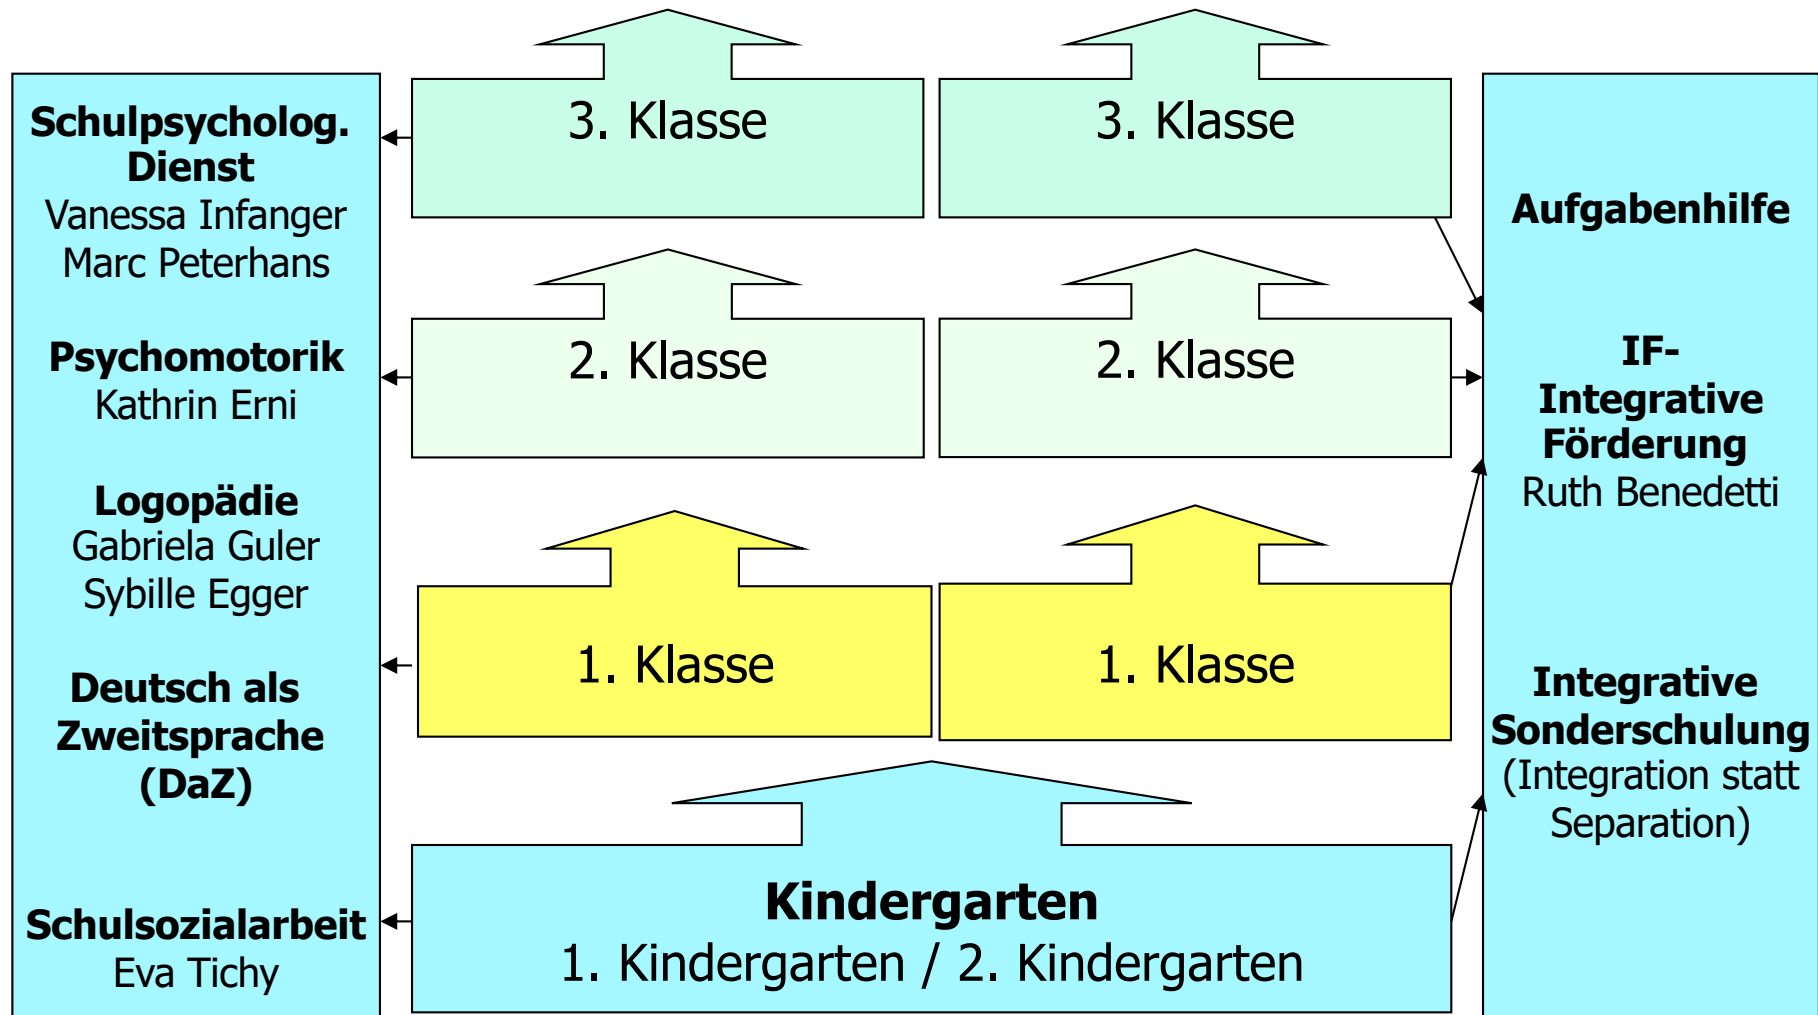 Schulpsycholog.
Dienst
Vanessa Infanger
Marc Peterhans
Psychomotorik
Kathrin Erni
Logopädie
Gabriela Guler
Sybille Egger
Deutsch als
Zweitsprache
(DaZ)
Schulsozialarbeit
Eva Tichy
3. Klasse
3. Klasse
2. Klasse
2. Klasse
1. Klasse
1. Klasse
Kindergarten
1. Kindergarten / 2. Kindergarten
Aufgabenhilfe
IF-
Integrative
Förderung
Ruth Benedetti
Integrative
Sonderschulung
(Integration statt
Separation)